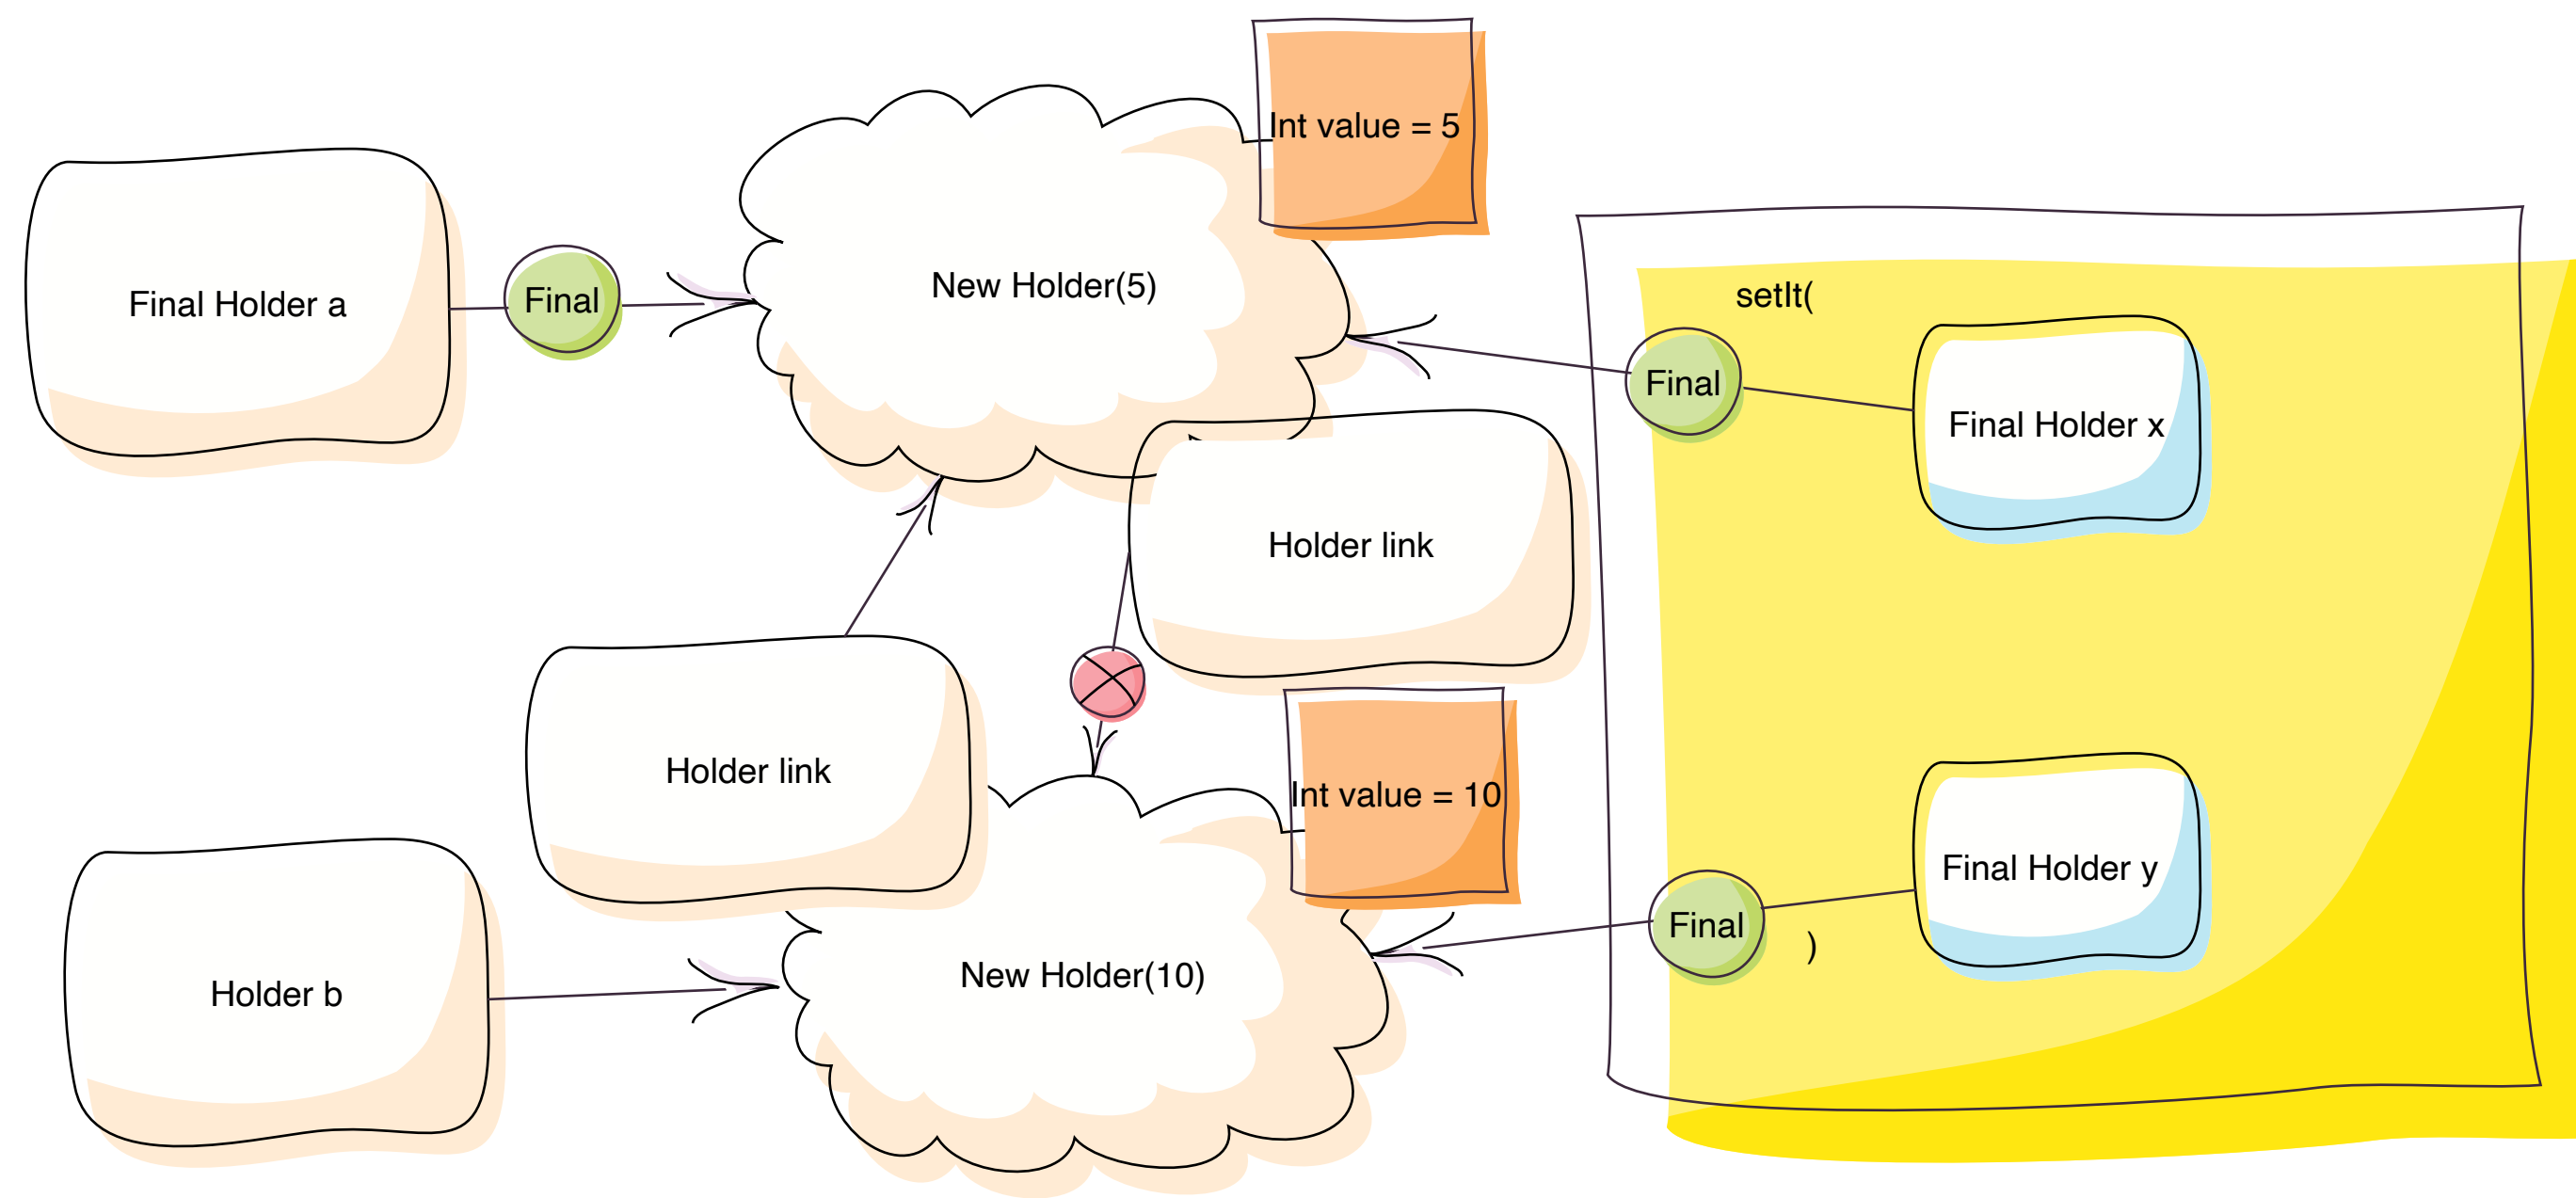 Int value = 5
Final Holder a
Final
New Holder(5)
setIt(
Final
Final Holder x
Holder link
Holder link
Int value = 10
Final Holder y
Final
)
Holder b
New Holder(10)